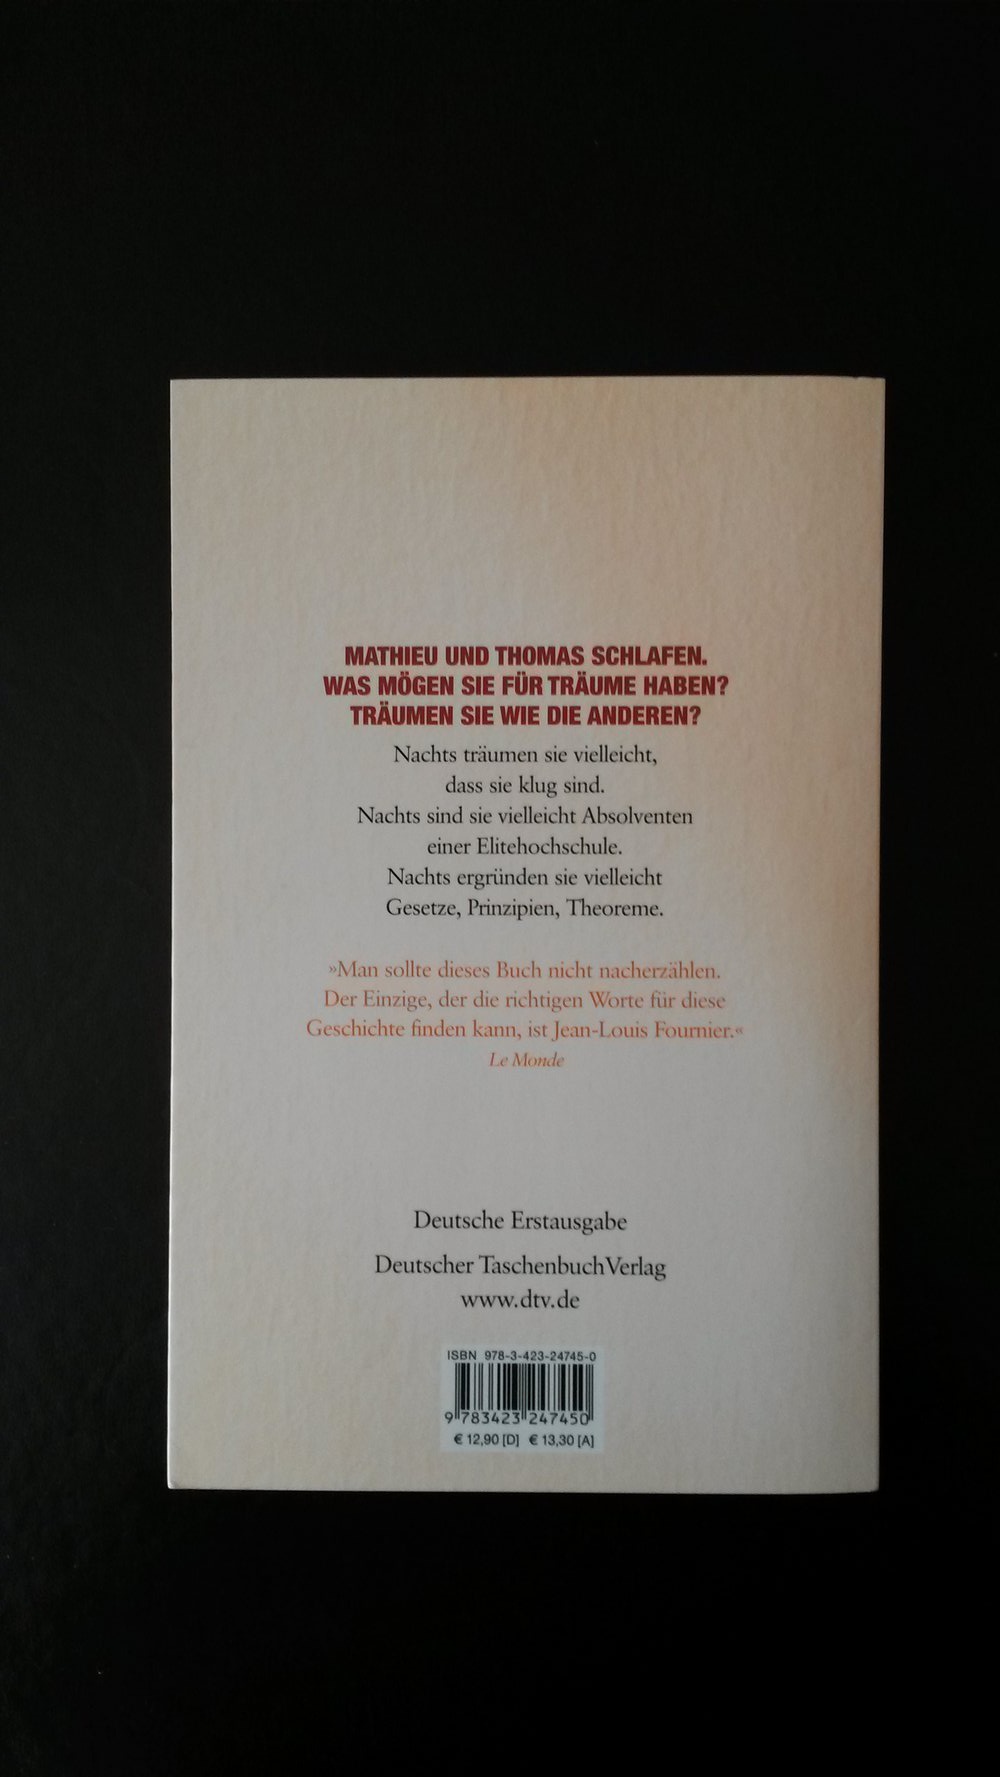 MATHIEU UND THOMAS SCHLAFEN.
WAS MÖGEN SIE FÜR TRÄUME HABEN?
TRÄUMEN SIE WIE DIE ANDEREN?
Nachts träumen sie vielleicht,
dass sie klug sind.
Nachts sind sie vielleicht Absolventen
einer Elitehochschule.
Nachts ergründen sie vielleicht
Gesetze, Prinzipien, Theoreme.
»Man sollte dieses Buch nicht nacherzählen.
Der Einzige, der die richtigen Worte für diese
Geschichte finden kann, ist Jean-Louis Fournier.«
Le Monde
Deutsche Erstausgabe
Deutscher TaschenbuchVerlag
www.dtv.de
ISBN 978-3-423-24745-0
9 783423 247450
€ 12,90 [D] € 13,30 [A]